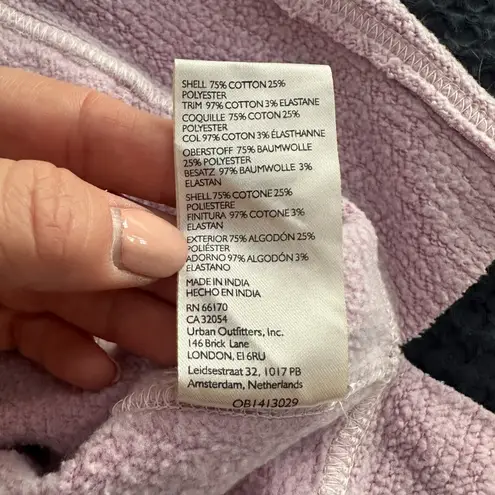 SHELL 75% COTTON 25%
POLYESTER
TRIM 97% COTTON 3% ELASTANE
COQUILLE 75% COTON 25%
POLYESTER
COL 97% COTON 3% ÉLASTHANNE
OBERSTOFF 75% BAUMWOLLE
25% POLYESTER
BESATZ 97% BAUMWOLLE 3%
ELASTAN
SHELL 75% COTONE 25%
POLIESTERE
FINITURA 97% COTONE 3%
ELASTAN
EXTERIOR 75% ALGODÓN 25%
POLIÉSTER
ADORNO 97% ALGODÓN 3%
ELASTANO
MADE IN INDIA
HECHO EN INDIA
RN 66170
CA 32054
Urban Outfitters, Inc.
146 Brick Lane
LONDON, E1 6RU
Leidsestraat 32, 1017 PB
Amsterdam, Netherlands
OB1413029